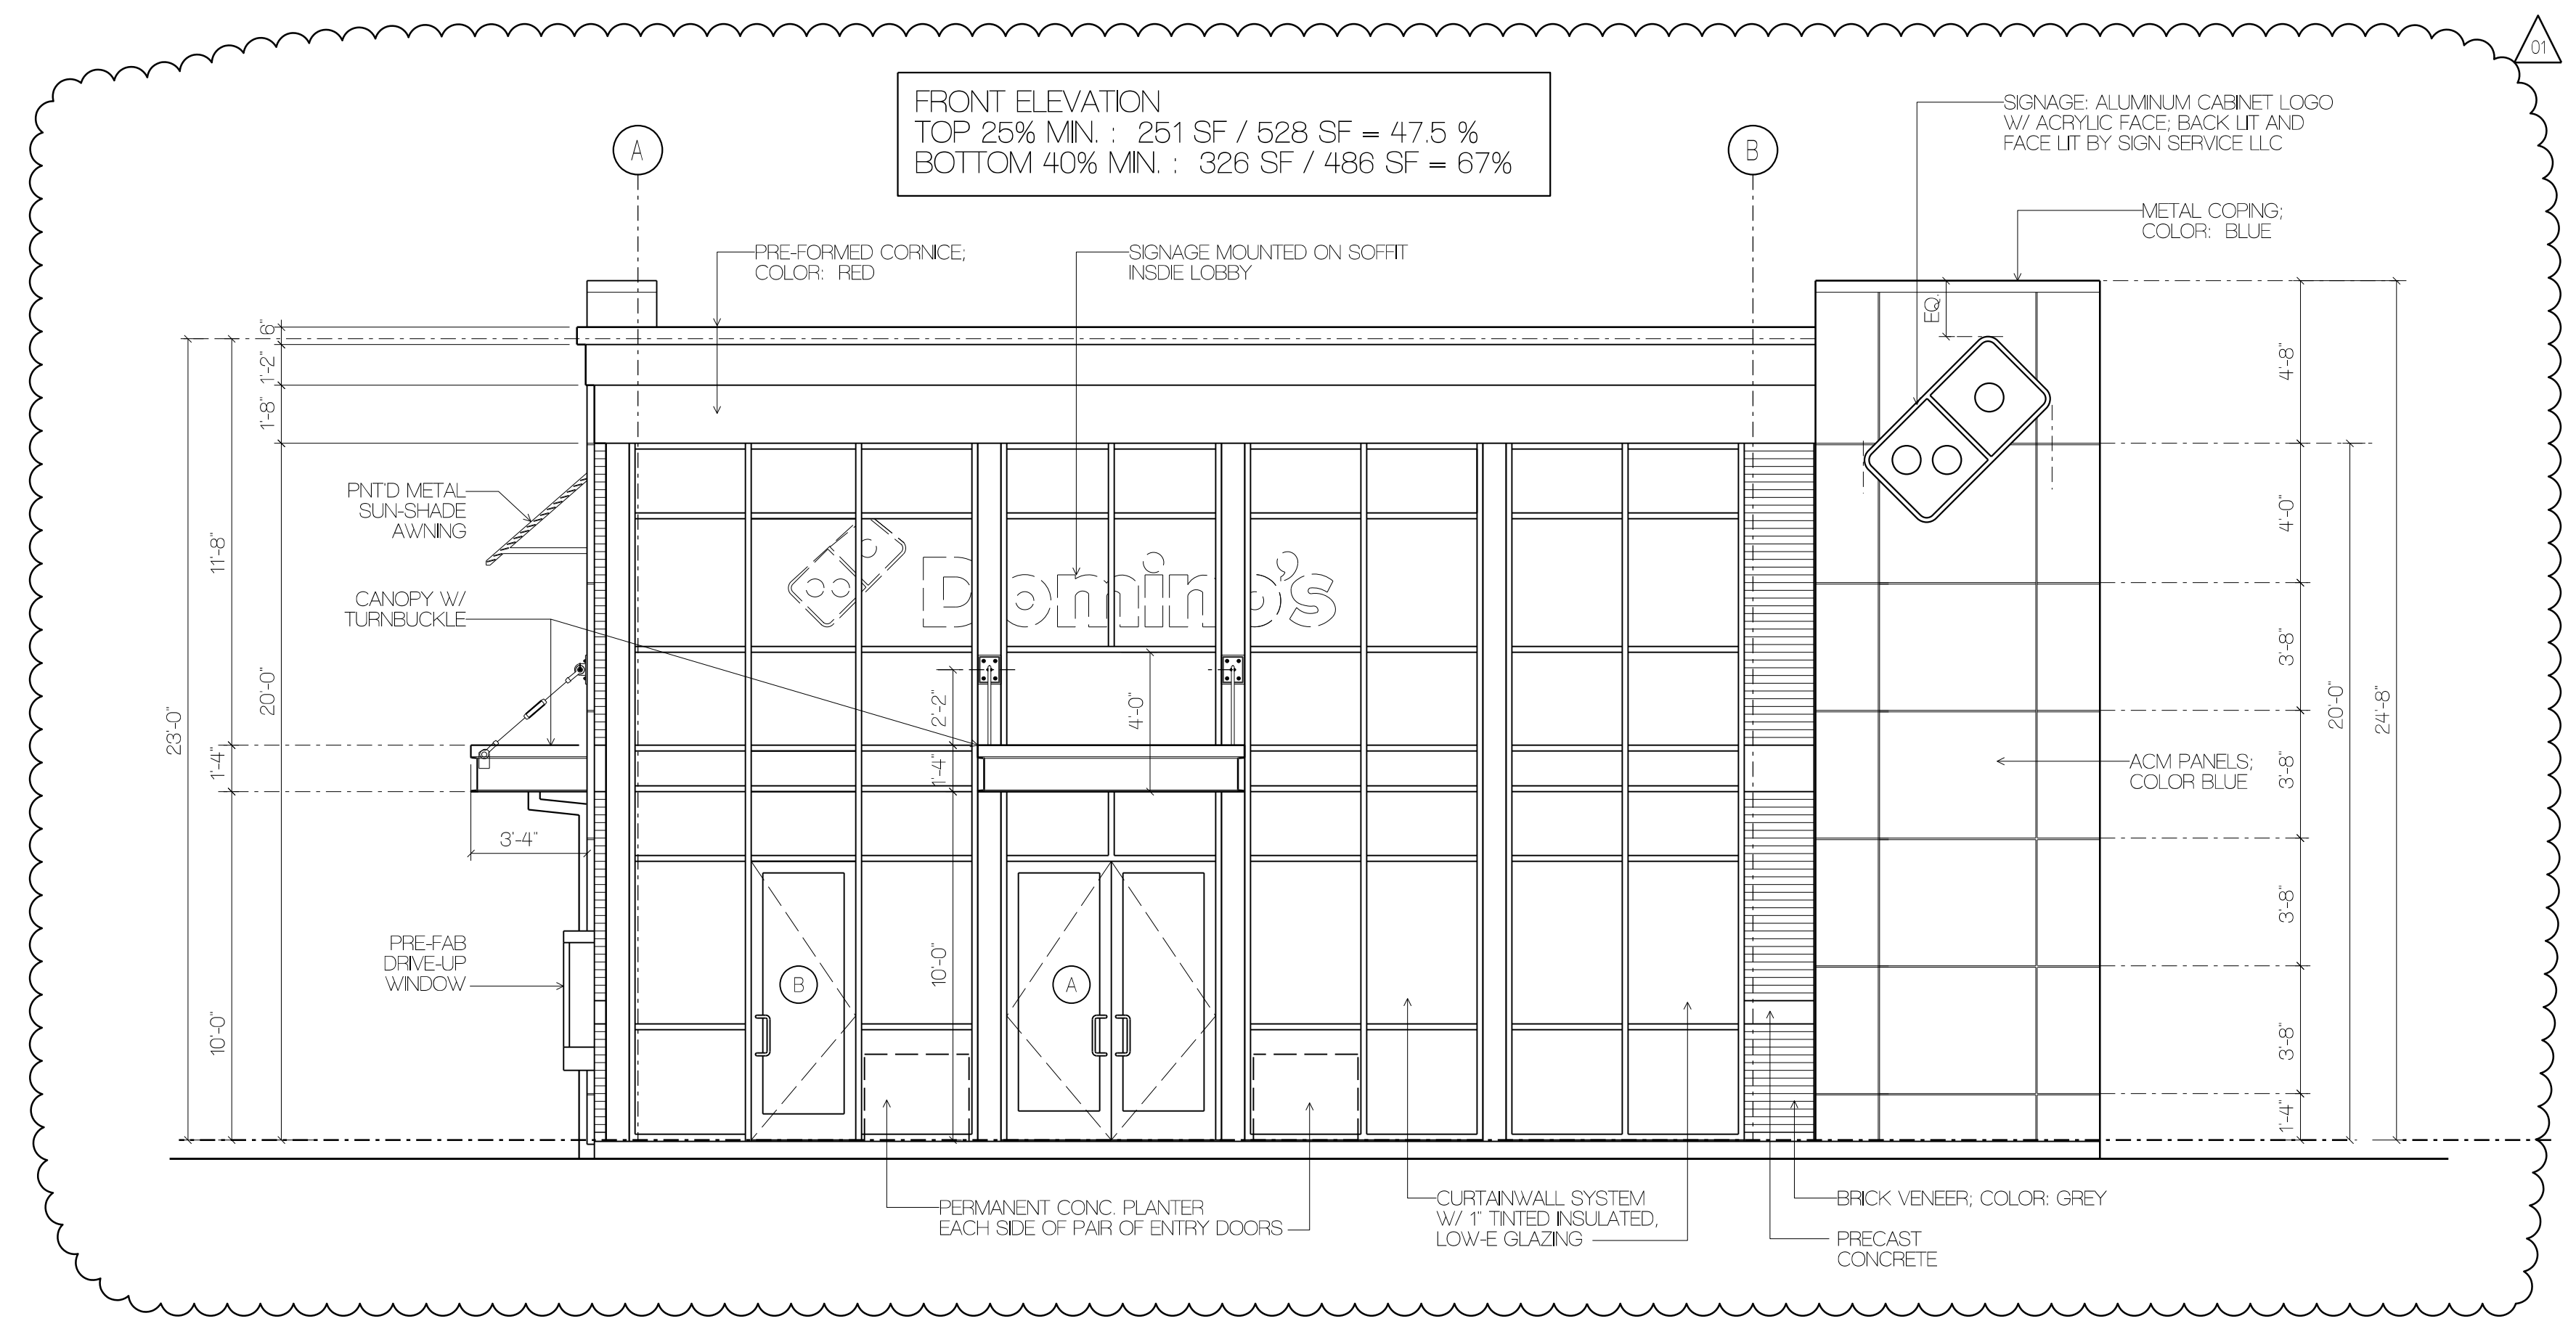 01
FRONT ELEVATION
TOP 25% MIN. : 251 SF / 528 SF = 47.5 %
BOTTOM 40% MIN. : 326 SF / 486 SF = 67%
A
B
SIGNAGE: ALUMINUM CABINET LOGO
W/ ACRYLIC FACE; BACK LIT AND
FACE LIT BY SIGN SERVICE LLC
METAL COPING;
COLOR: BLUE
PRE-FORMED CORNICE;
COLOR: RED
SIGNAGE MOUNTED ON SOFFIT
INSDIE LOBBY
EQ.
6"
1'-2"
1'-8"
PNT'D METAL
SUN-SHADE
AWNING
CANOPY W/
TURNBUCKLE
Domino's
23'-0"
11'-8"
1'-4"
10'-0"
20'-0"
3'-4"
2'-2"
1'-4"
10'-0"
4'-0"
PRE-FAB
DRIVE-UP
WINDOW
B
A
4'-8"
4'-0"
3'-8"
3'-8"
3'-8"
3'-8"
1'-4"
20'-0"
24'-8"
ACM PANELS;
COLOR BLUE
PERMANENT CONC. PLANTER
EACH SIDE OF PAIR OF ENTRY DOORS
CURTAINWALL SYSTEM
W/ 1" TINTED INSULATED,
LOW-E GLAZING
BRICK VENEER; COLOR: GREY
PRECAST
CONCRETE